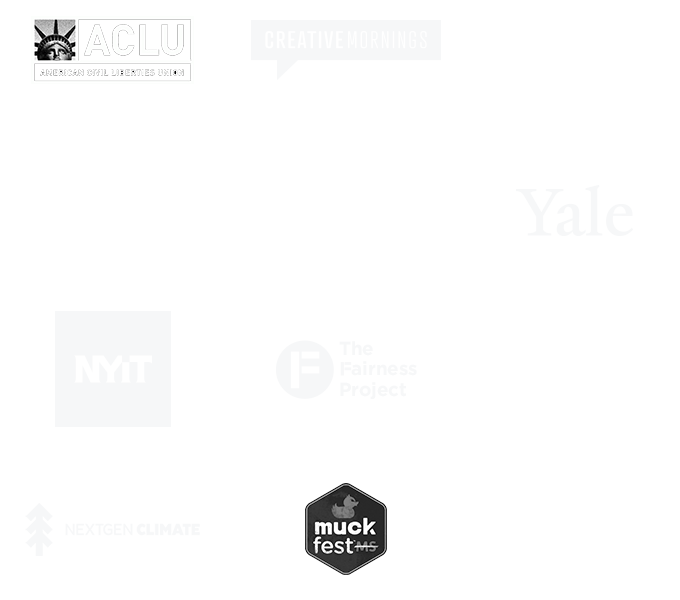 ACLU
AMERICAN CIVIL LIBERTIES UNION
CREATIVEMORNINGS
Yale
NYIT
The
Fairness
Project
NEXTGEN CLIMATE
muck
fest MS